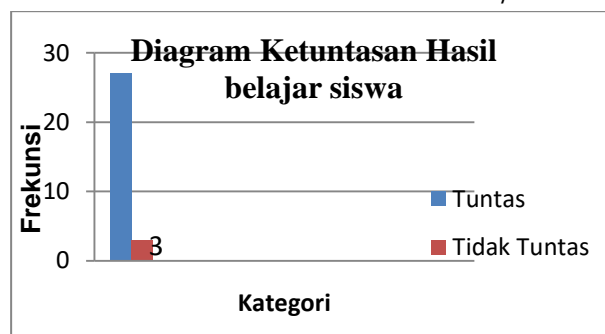 Diagram Ketuntasan Hasil
belajar siswa
Frekunsi
30
20
10
0
3
Tuntas
Tidak Tuntas
Kategori